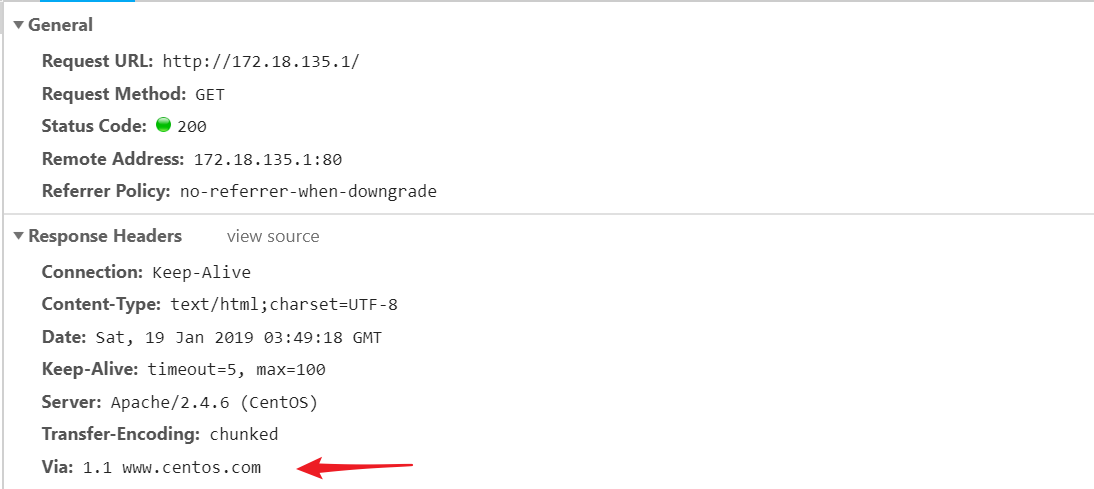 General
Request URL: http://172.18.135.1/
Request Method: GET
Status Code: 200
Remote Address: 172.18.135.1:80
Referrer Policy: no-referrer-when-downgrade
Response Headers view source
Connection: Keep-Alive
Content-Type: text/html;charset=UTF-8
Date: Sat, 19 Jan 2019 03:49:18 GMT
Keep-Alive: timeout=5, max=100
Server: Apache/2.4.6 (CentOS)
Transfer-Encoding: chunked
Via: 1.1 www.centos.com